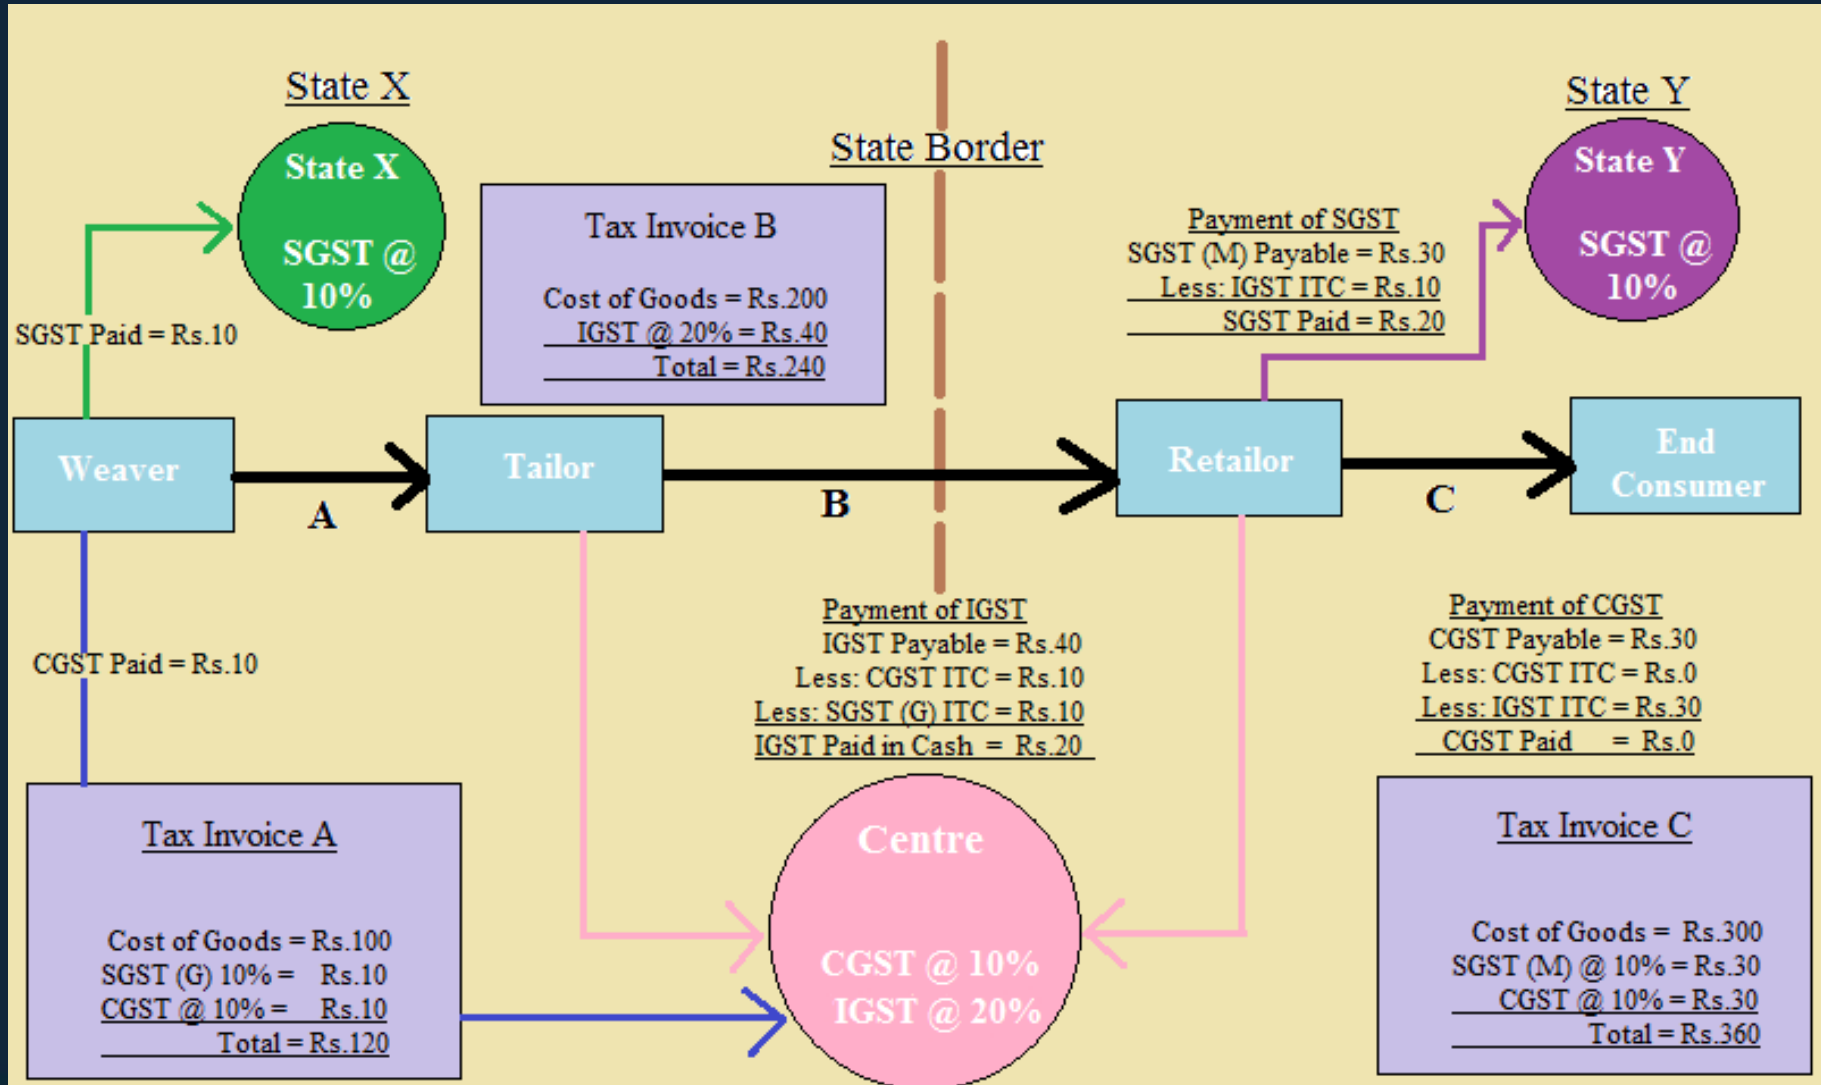 State X
State X
SGST @
10%
SGST Paid = Rs.10
Tax Invoice B
Cost of Goods = Rs.200
IGST @ 20% = Rs.40
Total = Rs.240
State Border
Payment of SGST
SGST (M) Payable = Rs.30
Less: IGST ITC = Rs.10
SGST Paid = Rs.20
State Y
State Y
SGST @
10%
Weaver
A
Tailor
B
Retailor
C
End
Consumer
CGST Paid = Rs.10
Payment of IGST
IGST Payable = Rs.40
Less: CGST ITC = Rs.10
Less: SGST (G) ITC = Rs.10
IGST Paid in Cash = Rs.20
Payment of CGST
CGST Payable = Rs.30
Less: CGST ITC = Rs.0
Less: IGST ITC = Rs.30
CGST Paid = Rs.0
Tax Invoice A
Cost of Goods = Rs.100
SGST (G) 10% = Rs.10
CGST @ 10% = Rs.10
Total = Rs.120
Centre
CGST @ 10%
IGST @ 20%
Tax Invoice C
Cost of Goods = Rs.300
SGST (M) @ 10% = Rs.30
CGST @ 10% = Rs.30
Total = Rs.360